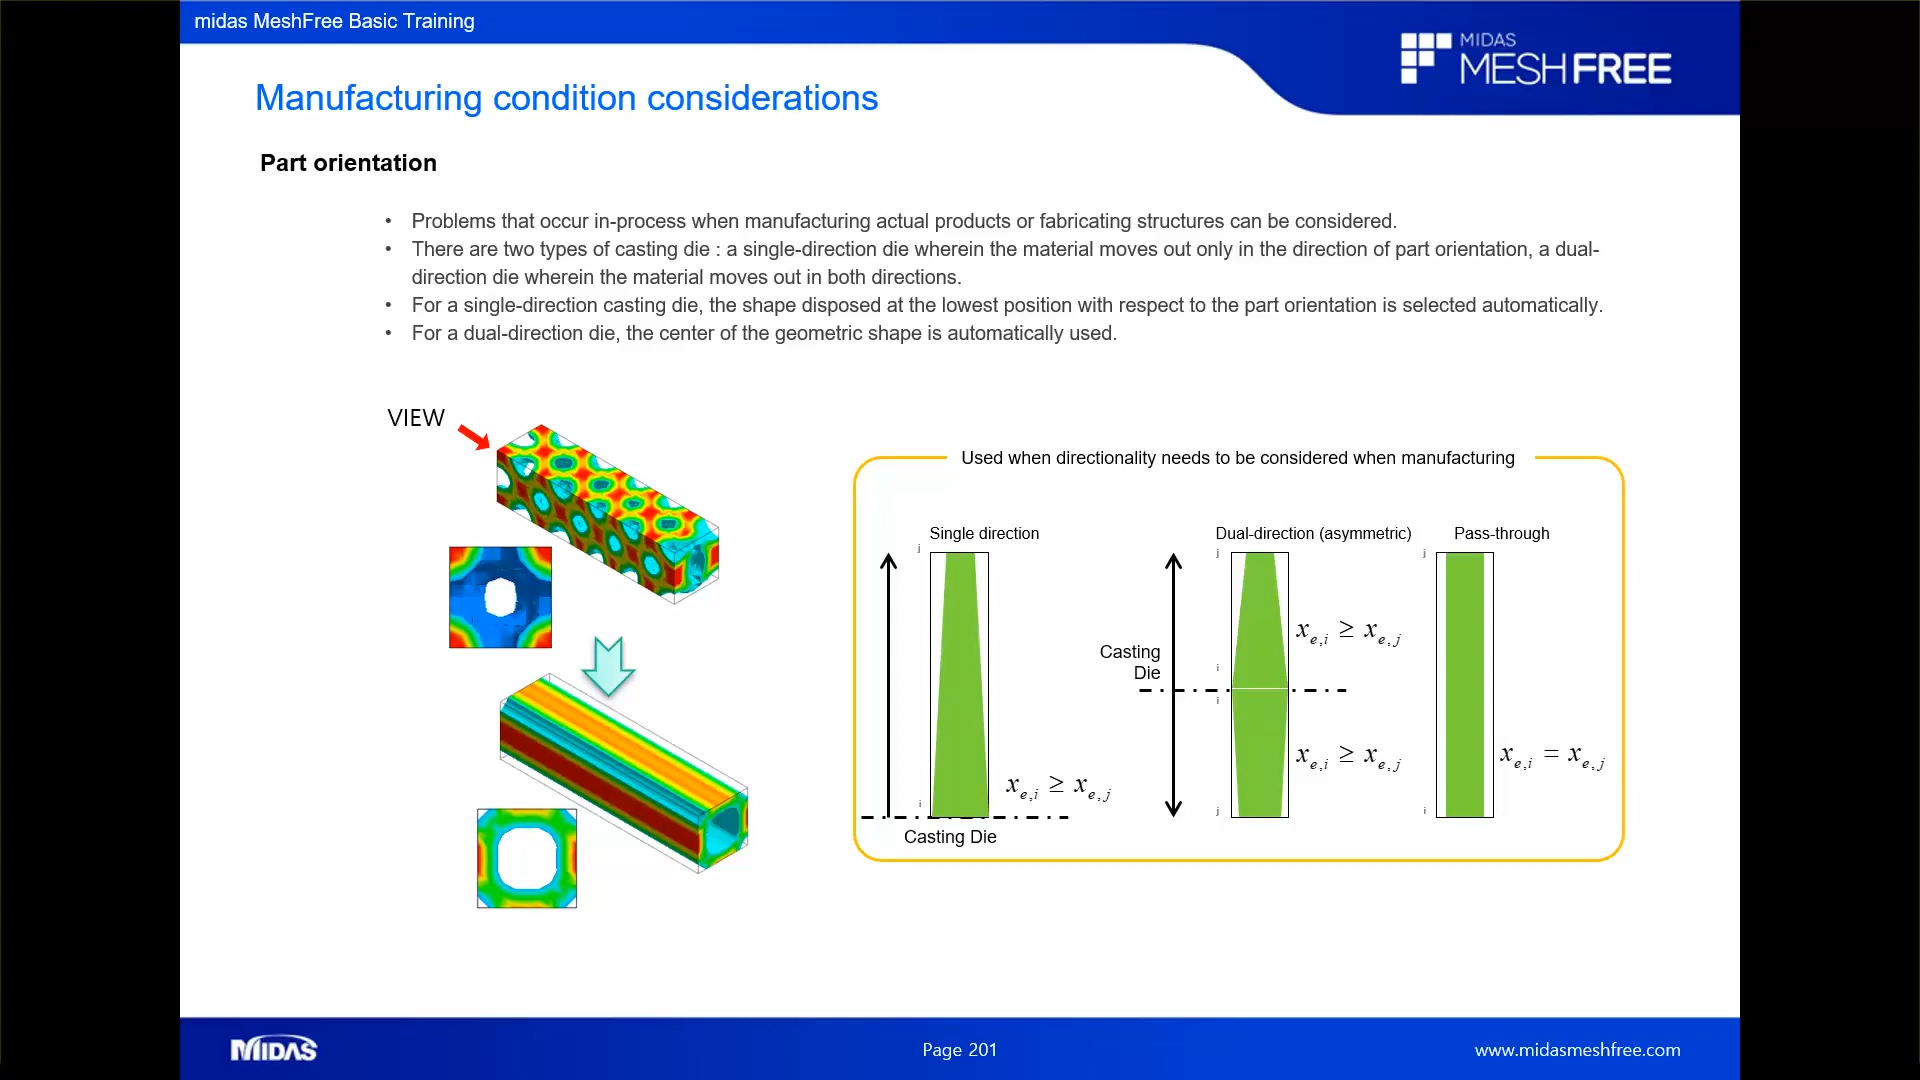 midas MeshFree Basic Training
MIDAS
MESHFREE
Manufacturing condition considerations
Part orientation
• Problems that occur in-process when manufacturing actual products or fabricating structures can be considered.
• There are two types of casting die : a single-direction die wherein the material moves out only in the direction of part orientation, a dual-
direction die wherein the material moves out in both directions.
• For a single-direction casting die, the shape disposed at the lowest position with respect to the part orientation is selected automatically.
• For a dual-direction die, the center of the geometric shape is automatically used.
VIEW
Used when directionality needs to be considered when manufacturing
Single direction
j
i
x_{e,i} ≥ x_{e,j}
Casting Die
Dual-direction (asymmetric)
j
x_{e,i} ≥ x_{e,j}
Casting
Die
i
i
x_{e,i} ≥ x_{e,j}
j
Pass-through
j
x_{e,i} = x_{e,j}
i
MIDAS
Page 201
www.midasmeshfree.com